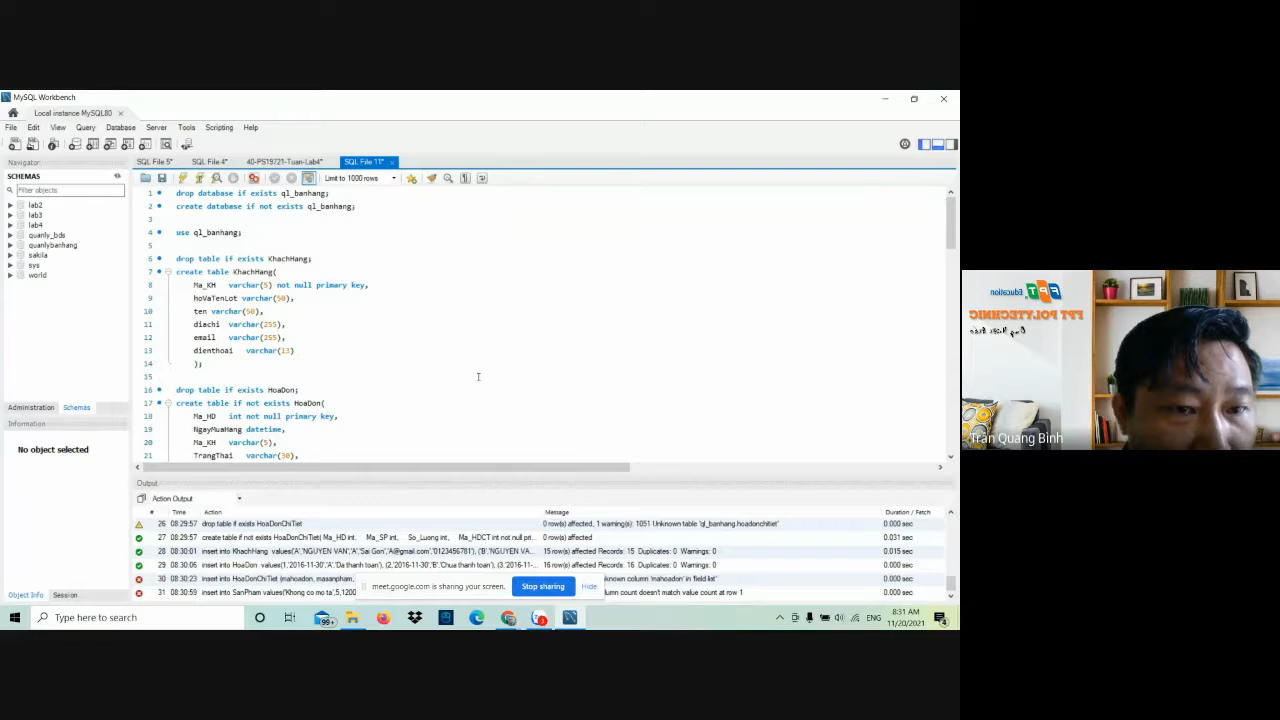 MySQL Workbench
Local instance MySQL80
File Edit View Query Database Server Tools Scripting Help
Navigator
SCHEMAS
Filter objects
lab2
lab3
lab4
quanly_bds
quanlybanhang
sakila
sys
world
Administration Schemas
Information
No object selected
Object Info Session
SQL File 5* SQL File 4* 40-PS19721-Tuan-Lab4* SQL File 11*
Limit to 1000 rows
1 drop database if exists ql_banhang;
2 create database if not exists ql_banhang;
3
4 use ql_banhang;
5
6 drop table if exists KhachHang;
7 create table KhachHang(
8 Ma_KH varchar(5) not null primary key,
9 hoVaTenLot varchar(50),
10 ten varchar(50),
11 diachi varchar(255),
12 email varchar(255),
13 dienthoai varchar(13)
14 );
15
16 drop table if exists HoaDon;
17 create table if not exists HoaDon(
18 Ma_HD int not null primary key,
19 NgayMuaHang datetime,
20 Ma_KH varchar(5),
21 TrangThai varchar(30),
Output
Action Output
# Time Action Message Duration / Fetch
26 08:29:57 drop table if exists HoaDonChiTiet 0 row(s) affected, 1 warning(s): 1051 Unknown table 'ql_banhang.hoadonchitiet' 0.000 sec
27 08:29:57 create table if not exists HoaDonChiTiet( Ma_HD int, Ma_SP int, So_Luong int, Ma_HDCT int not null pri... 0 row(s) affected 0.031 sec
28 08:30:01 insert into KhachHang values('A','NGUYEN VAN','A','Sai Gon','A@gmail.com','0123456781'), ('B','NGUYEN VA... 15 row(s) affected Records: 15 Duplicates: 0 Warnings: 0 0.015 sec
29 08:30:06 insert into HoaDon values(1,'2016-11-30','A','Da thanh toan'), (2,'2016-11-30','B','Chua thanh toan'), (3,'2016-11-... 16 row(s) affected Records: 16 Duplicates: 0 Warnings: 0 0.000 sec
30 08:30:23 insert into HoaDonChiTiet (mahoadon, masanpham, nknown column 'mahoadon' in 'field list' 0.000 sec
31 08:30:59 insert into SanPham values('Khong co mo ta',5,1200 lumn count doesn't match value count at row 1 0.000 sec
meet.google.com is sharing your screen. Stop sharing Hide
Type here to search
99+
ENG
8:31 AM
11/20/2021
4
FPT Education
FPT POLYTECHNIC
Trần Quang Bình